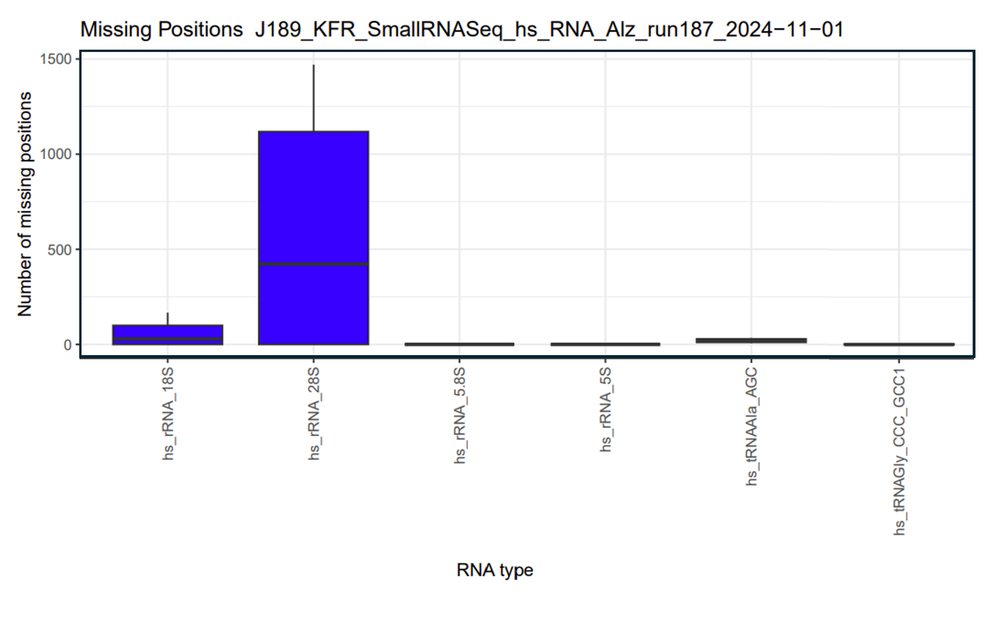 Missing Positions  J189_KFR_SmallRNASeq_hs_RNA_Alz_run187_2024−11−01
Number of missing positions
1500
1000
500
0
hs_rRNA_18S
hs_rRNA_28S
hs_rRNA_5.8S
hs_rRNA_5S
hs_tRNAAla_AGC
hs_tRNAGly_CCC_GCC1
RNA type